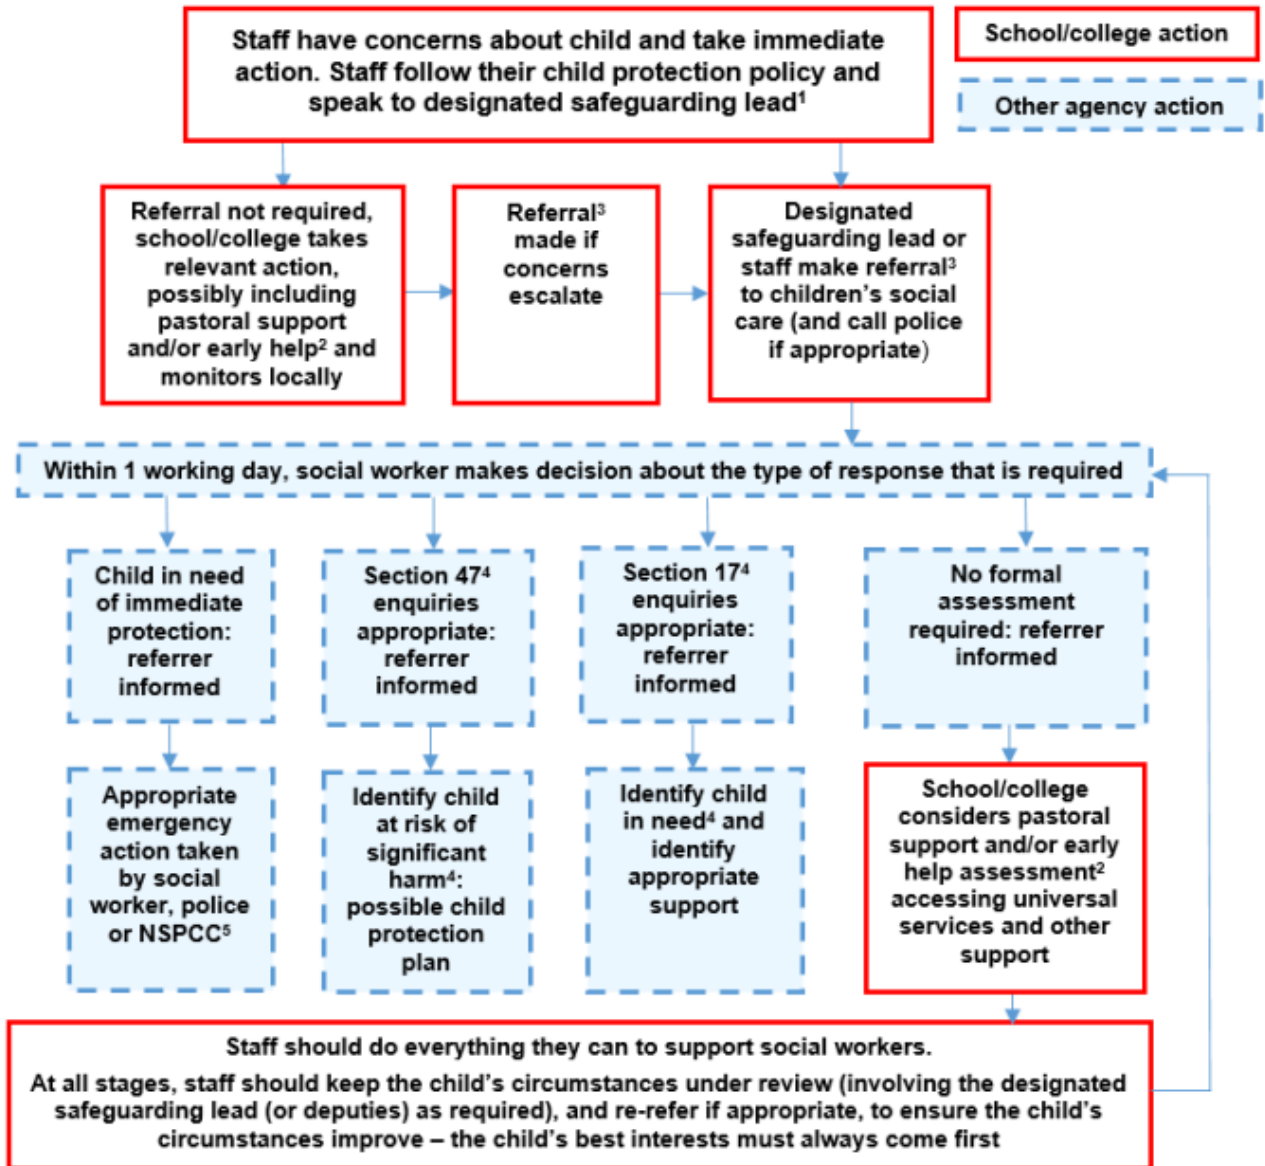 Staff have concerns about child and take immediate
action. Staff follow their child protection policy and
speak to designated safeguarding lead¹
School/college action
Other agency action
Referral not required,
school/college takes
relevant action,
possibly including
pastoral support
and/or early help² and
monitors locally
Referral³
made if
concerns
escalate
Designated
safeguarding lead or
staff make referral³
to children's social
care (and call police
if appropriate)
Within 1 working day, social worker makes decision about the type of response that is required
Child in need
of immediate
protection:
referrer
informed
Section 47⁴
enquiries
appropriate:
referrer
informed
Section 17⁴
enquiries
appropriate:
referrer
informed
No formal
assessment
required: referrer
informed
Appropriate
emergency
action taken
by social
worker, police
or NSPCC⁵
Identify child
at risk of
significant
harm⁴:
possible child
protection
plan
Identify child
in need⁴ and
identify
appropriate
support
School/college
considers pastoral
support and/or early
help assessment²
accessing universal
services and other
support
Staff should do everything they can to support social workers.
At all stages, staff should keep the child's circumstances under review (involving the designated
safeguarding lead (or deputies) as required), and re-refer if appropriate, to ensure the child's
circumstances improve – the child's best interests must always come first